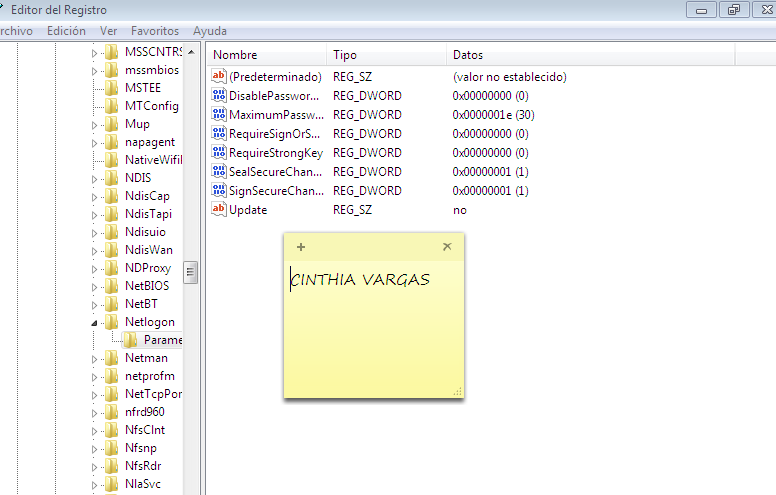 Editor del Registro
rchivo Edición Ver Favoritos Ayuda
MSSCNTRS
mssmbios
MSTEE
MTConfig
Mup
napagent
NativeWifi
NDIS
NdisCap
NdisTapi
Ndisuio
NdisWan
NDProxy
NetBIOS
NetBT
Netlogon
Parame
Netman
netprofm
NetTcpPor
nfrd960
NfsClnt
Nfsnp
NfsRdr
NlaSvc
Nombre Tipo Datos
(Predeterminado) REG_SZ (valor no establecido)
DisablePasswor... REG_DWORD 0x00000000 (0)
MaximumPassw... REG_DWORD 0x0000001e (30)
RequireSignOrS... REG_DWORD 0x00000000 (0)
RequireStrongKey REG_DWORD 0x00000000 (0)
SealSecureChan... REG_DWORD 0x00000001 (1)
SignSecureChan... REG_DWORD 0x00000001 (1)
Update REG_SZ no
CINTHIA VARGAS